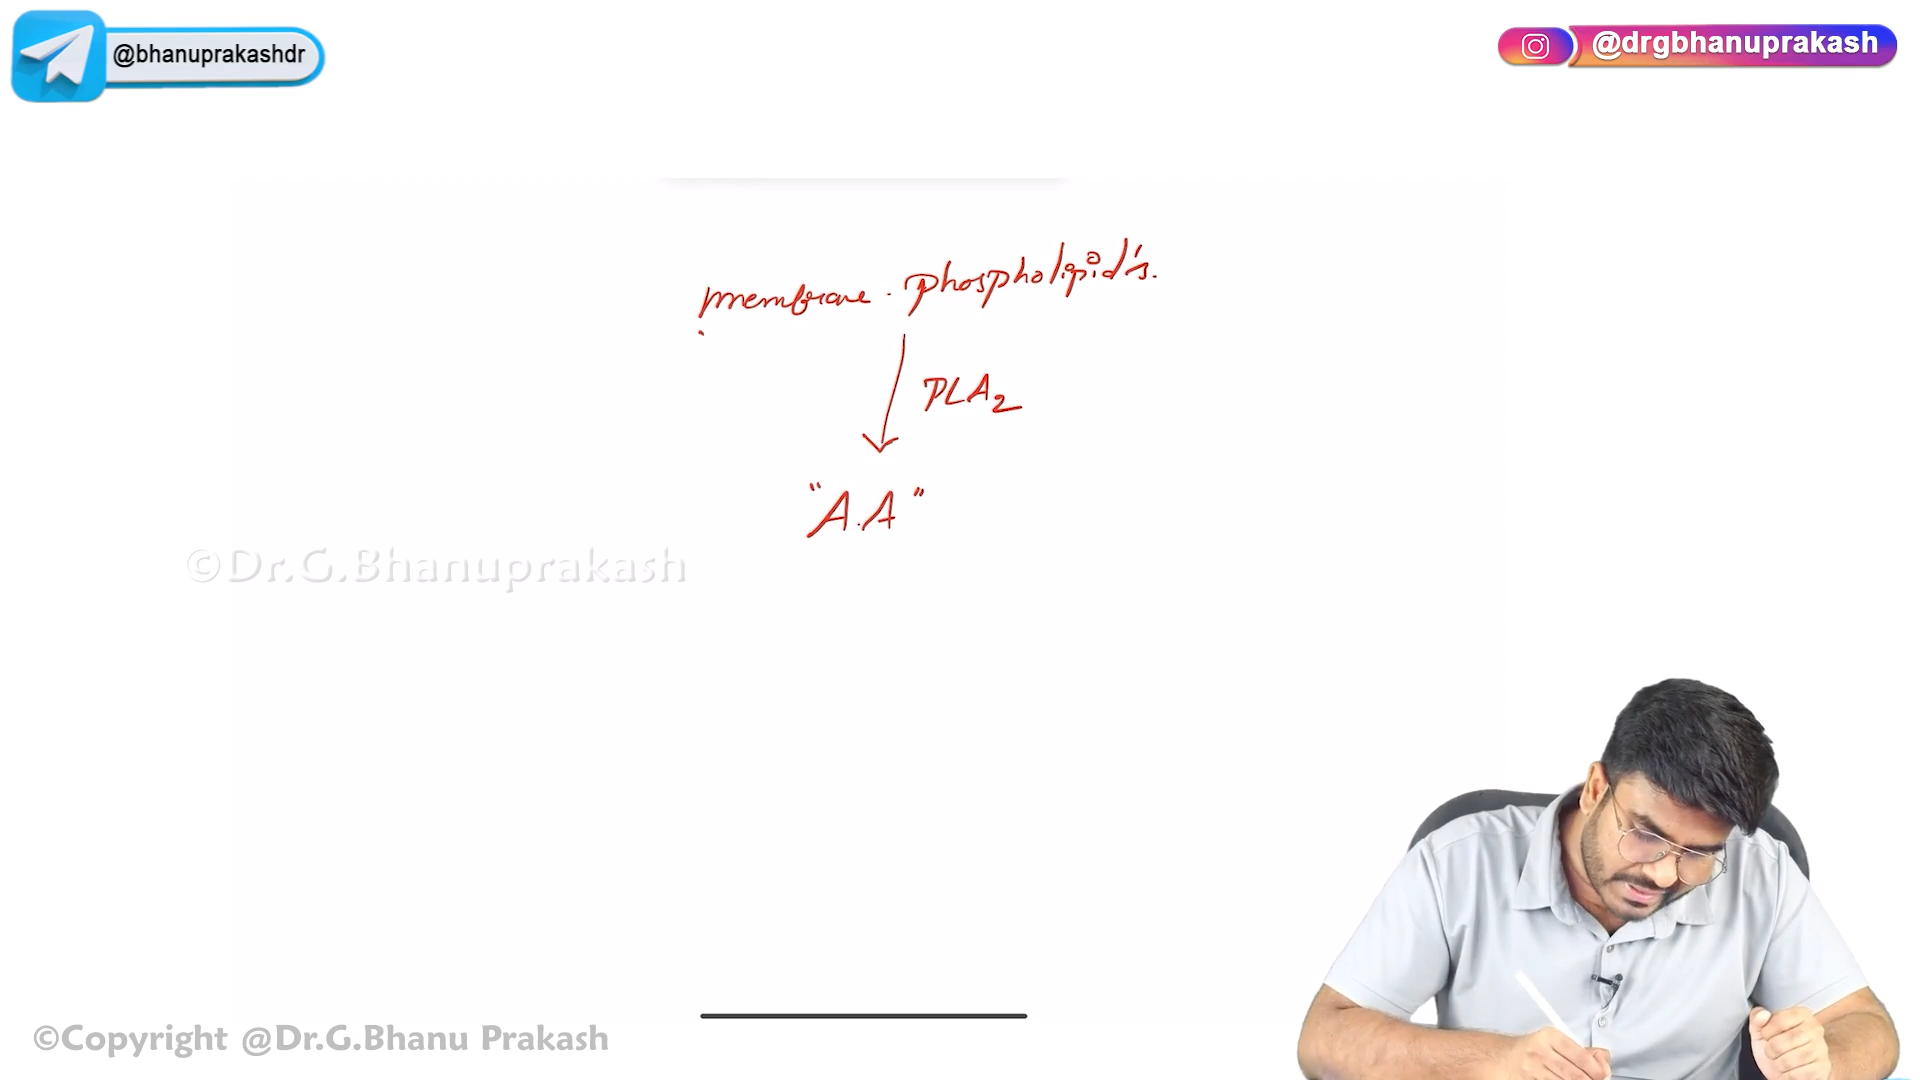 @bhanuprakashdr
@drgbhanuprakash
membrane. phospholipid's.
PLA2
"A.A"
©Dr.G.Bhanuprakash
©Copyright @Dr.G.Bhanu Prakash